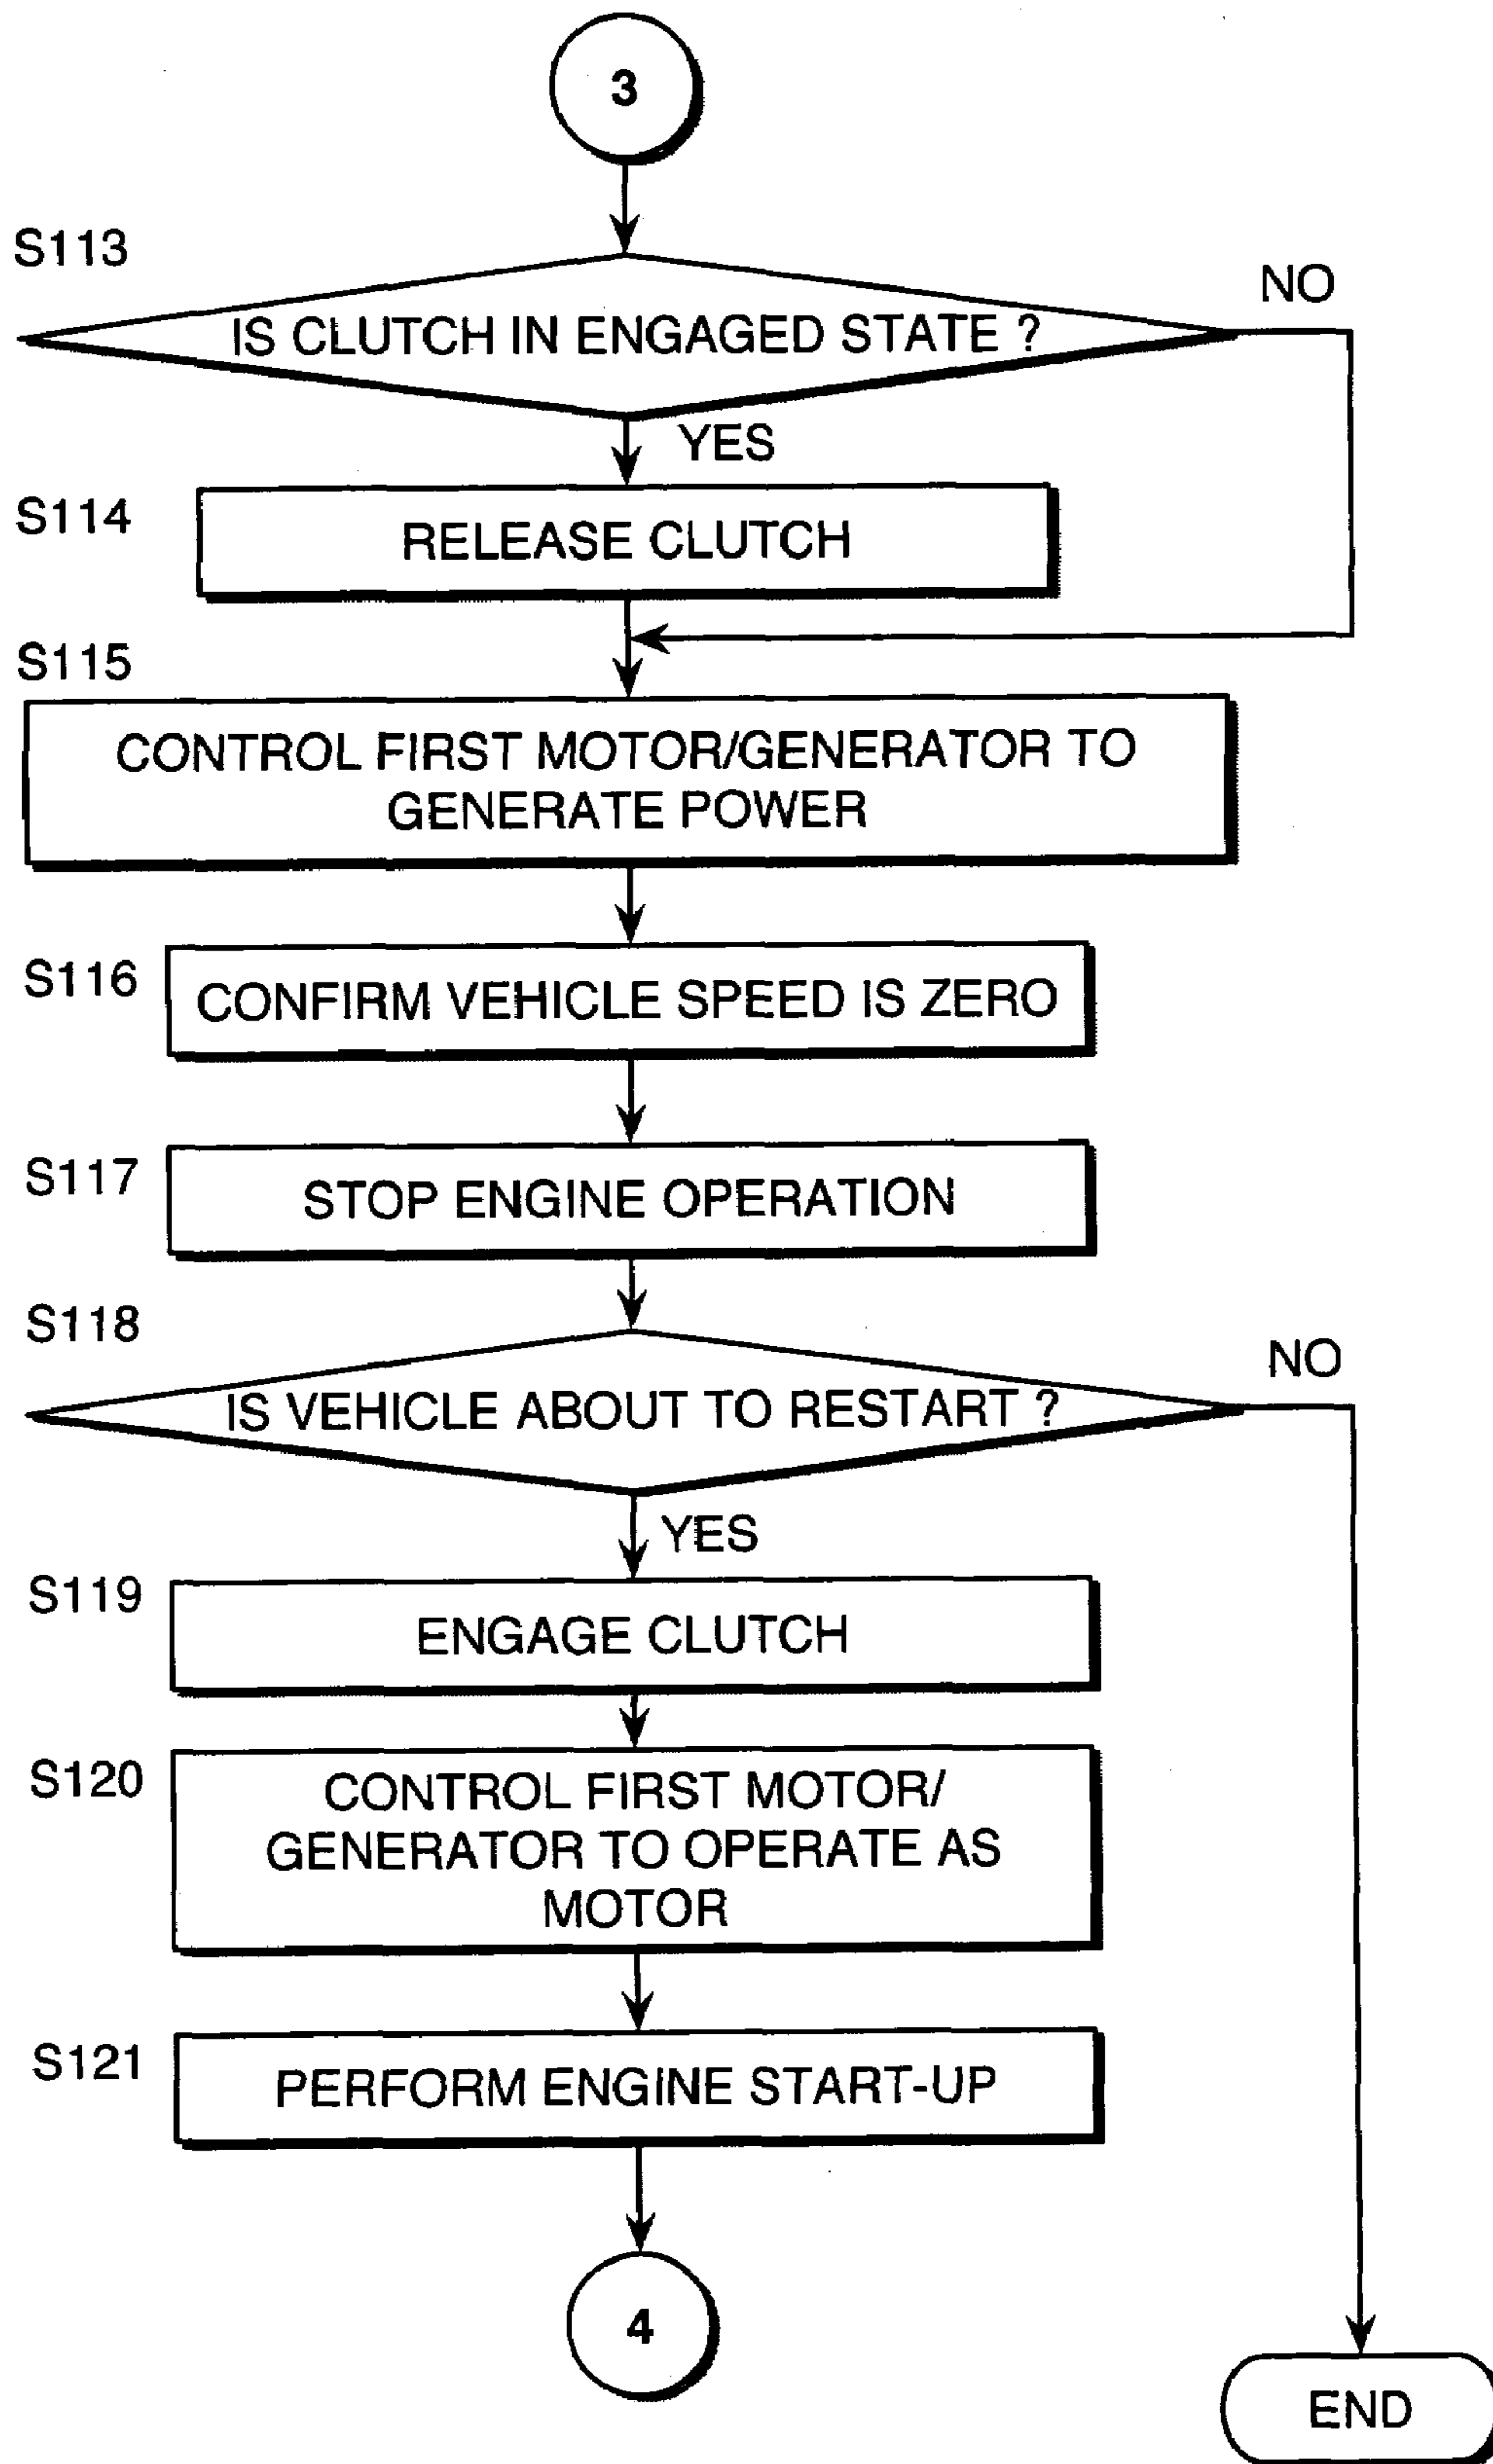 3
S113
NO
IS CLUTCH IN ENGAGED STATE ?
YES
S114
RELEASE CLUTCH
S115
CONTROL FIRST MOTOR/GENERATOR TO
GENERATE POWER
S116
CONFIRM VEHICLE SPEED IS ZERO
S117
STOP ENGINE OPERATION
S118
NO
IS VEHICLE ABOUT TO RESTART ?
YES
S119
ENGAGE CLUTCH
S120
CONTROL FIRST MOTOR/
GENERATOR TO OPERATE AS
MOTOR
S121
PERFORM ENGINE START-UP
4
END